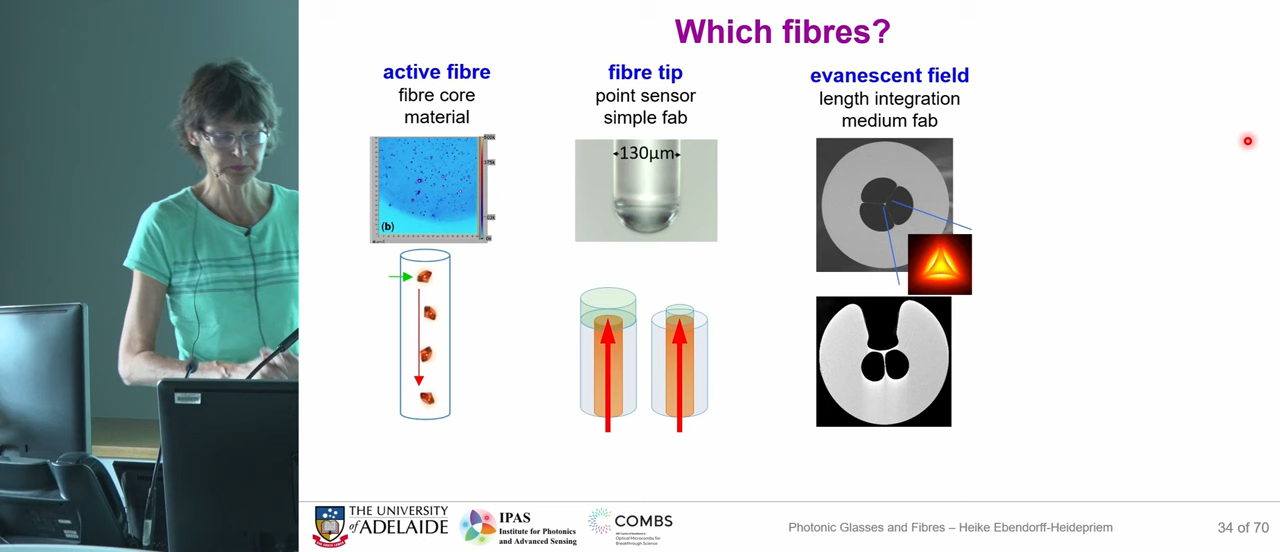 Which fibres?
active fibre
fibre core
material
(b)
fibre tip
point sensor
simple fab
130µm
evanescent field
length integration
medium fab
THE UNIVERSITY
of ADELAIDE
IPAS
Institute for Photonics
and Advanced Sensing
COMBS
Photonic Glasses and Fibres – Heike Ebendorff-Heidepriem
34 of 70